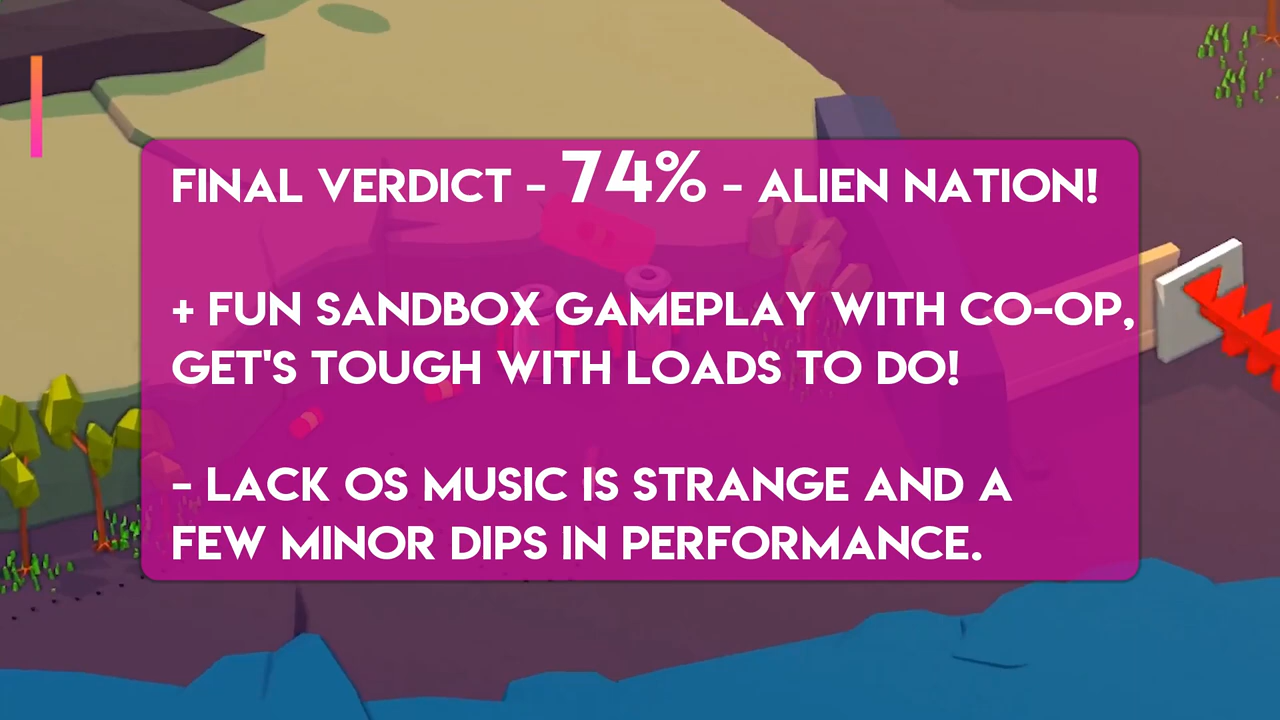 FINAL VERDICT - 74% - ALIEN NATION!
+ FUN SANDBOX GAMEPLAY WITH CO-OP,
GET'S TOUGH WITH LOADS TO DO!
- LACK OS MUSIC IS STRANGE AND A
FEW MINOR DIPS IN PERFORMANCE.